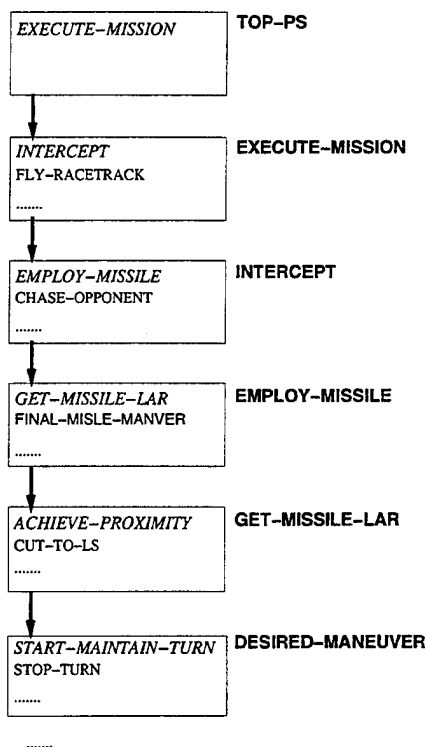 EXECUTE–MISSION TOP–PS
INTERCEPT EXECUTE–MISSION
FLY–RACETRACK
.......
EMPLOY–MISSILE INTERCEPT
CHASE–OPPONENT
.......
GET–MISSILE–LAR EMPLOY–MISSILE
FINAL–MISLE–MANVER
.......
ACHIEVE–PROXIMITY GET–MISSILE–LAR
CUT–TO–LS
.......
START–MAINTAIN–TURN DESIRED–MANEUVER
STOP–TURN
.......
.......